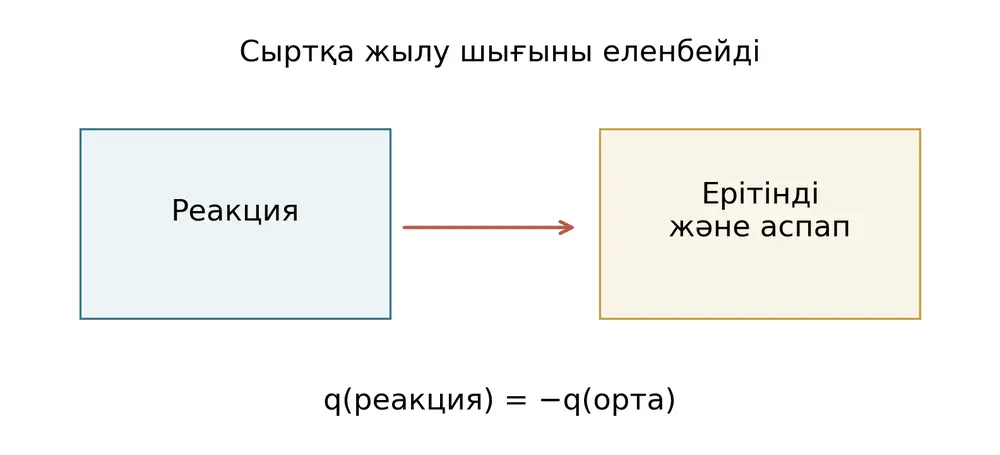 Сыртқа жылу шығыны еленбейді
Реакция
Ерітінді
және аспап
q(реакция) = −q(орта)